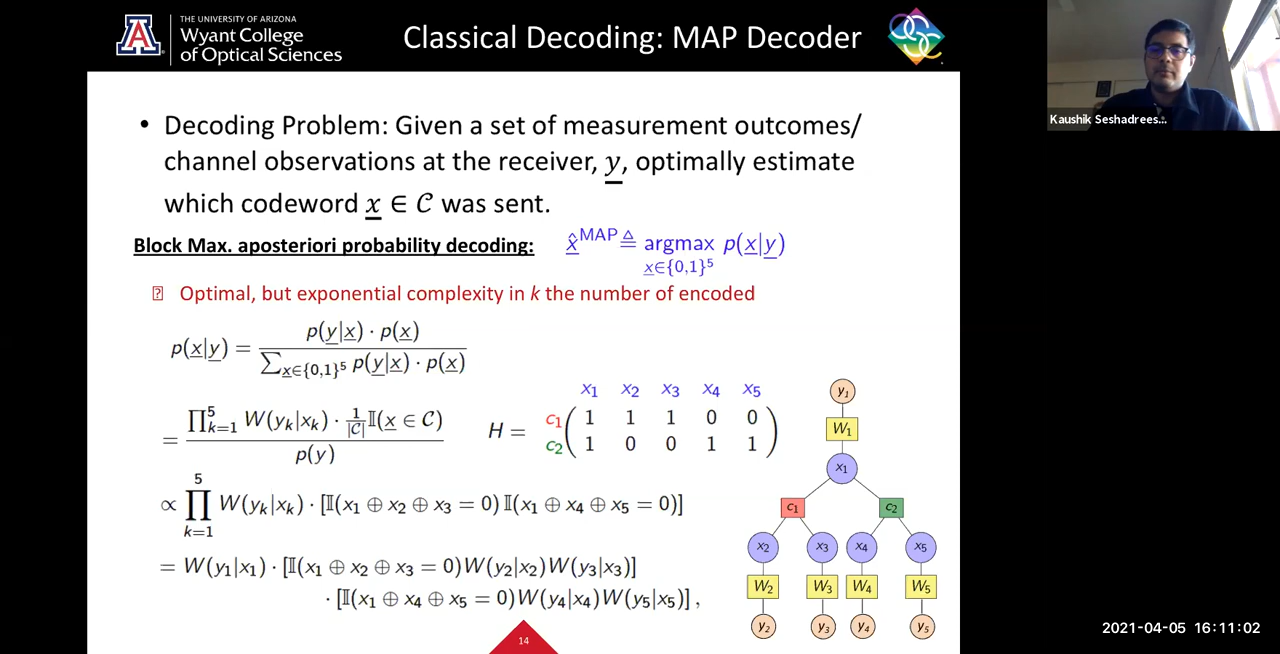 THE UNIVERSITY OF ARIZONA
Wyant College
of Optical Sciences
Classical Decoding: MAP Decoder
Kaushik Seshadrees...
• Decoding Problem: Given a set of measurement outcomes/
channel observations at the receiver, y, optimally estimate
which codeword x ∈ C was sent.
Block Max. aposteriori probability decoding:
x̂^MAP ≜ argmax p(x|y)
x∈{0,1}^5
Optimal, but exponential complexity in k the number of encoded
p(x|y) = p(y|x) · p(x) / ∑_{x∈{0,1}^5} p(y|x) · p(x)
= ∏_{k=1}^5 W(y_k|x_k) · 1/|C| 𝕀(x ∈ C) / p(y)
∝ ∏_{k=1}^5 W(y_k|x_k) · [𝕀(x₁ ⊕ x₂ ⊕ x₃ = 0) 𝕀(x₁ ⊕ x₄ ⊕ x₅ = 0)]
= W(y₁|x₁) · [𝕀(x₁ ⊕ x₂ ⊕ x₃ = 0)W(y₂|x₂)W(y₃|x₃)]
· [𝕀(x₁ ⊕ x₄ ⊕ x₅ = 0)W(y₄|x₄)W(y₅|x₅)] ,
x₁ x₂ x₃ x₄ x₅
H = c₁ ( 1 1 1 0 0 )
c₂ ( 1 0 0 1 1 )
y₁
W₁
x₁
c₁ c₂
x₂ x₃ x₄ x₅
W₂ W₃ W₄ W₅
y₂ y₃ y₄ y₅
14
2021-04-05 16:11:02